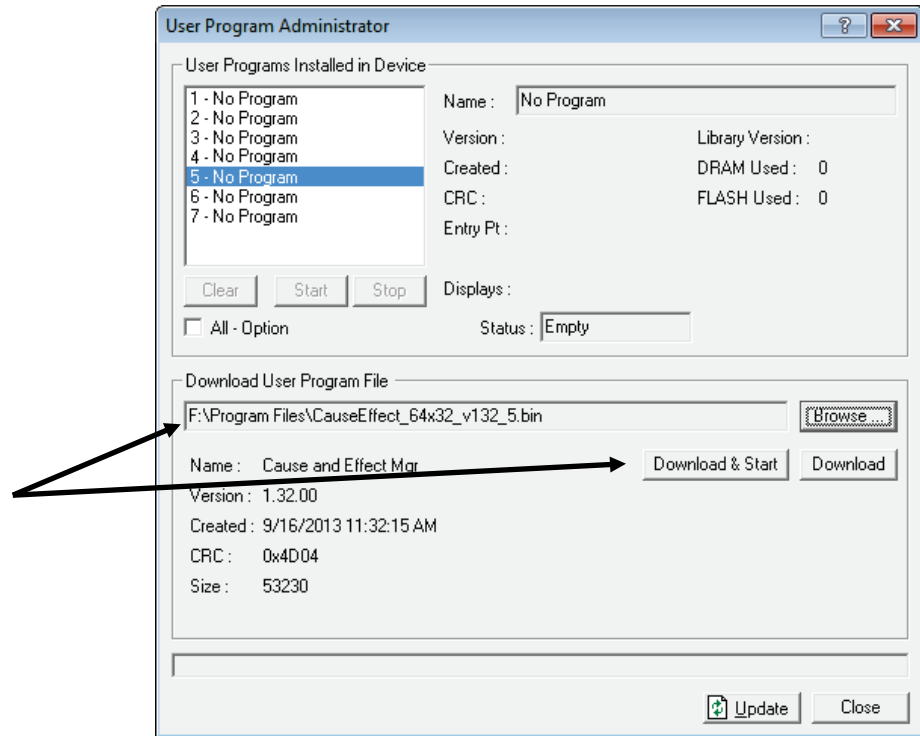 User Program Administrator
User Programs Installed in Device
1 - No Program
2 - No Program
3 - No Program
4 - No Program
5 - No Program
6 - No Program
7 - No Program
Name : No Program
Version : Library Version :
Created : DRAM Used : 0
CRC : FLASH Used : 0
Entry Pt :
Clear Start Stop Displays :
All - Option Status : Empty
Download User Program File
F:\Program Files\CauseEffect_64x32_v132_5.bin Browse ...
Name : Cause and Effect Mgr Download & Start Download
Version : 1.32.00
Created : 9/16/2013 11:32:15 AM
CRC : 0x4D04
Size : 53230
Update Close